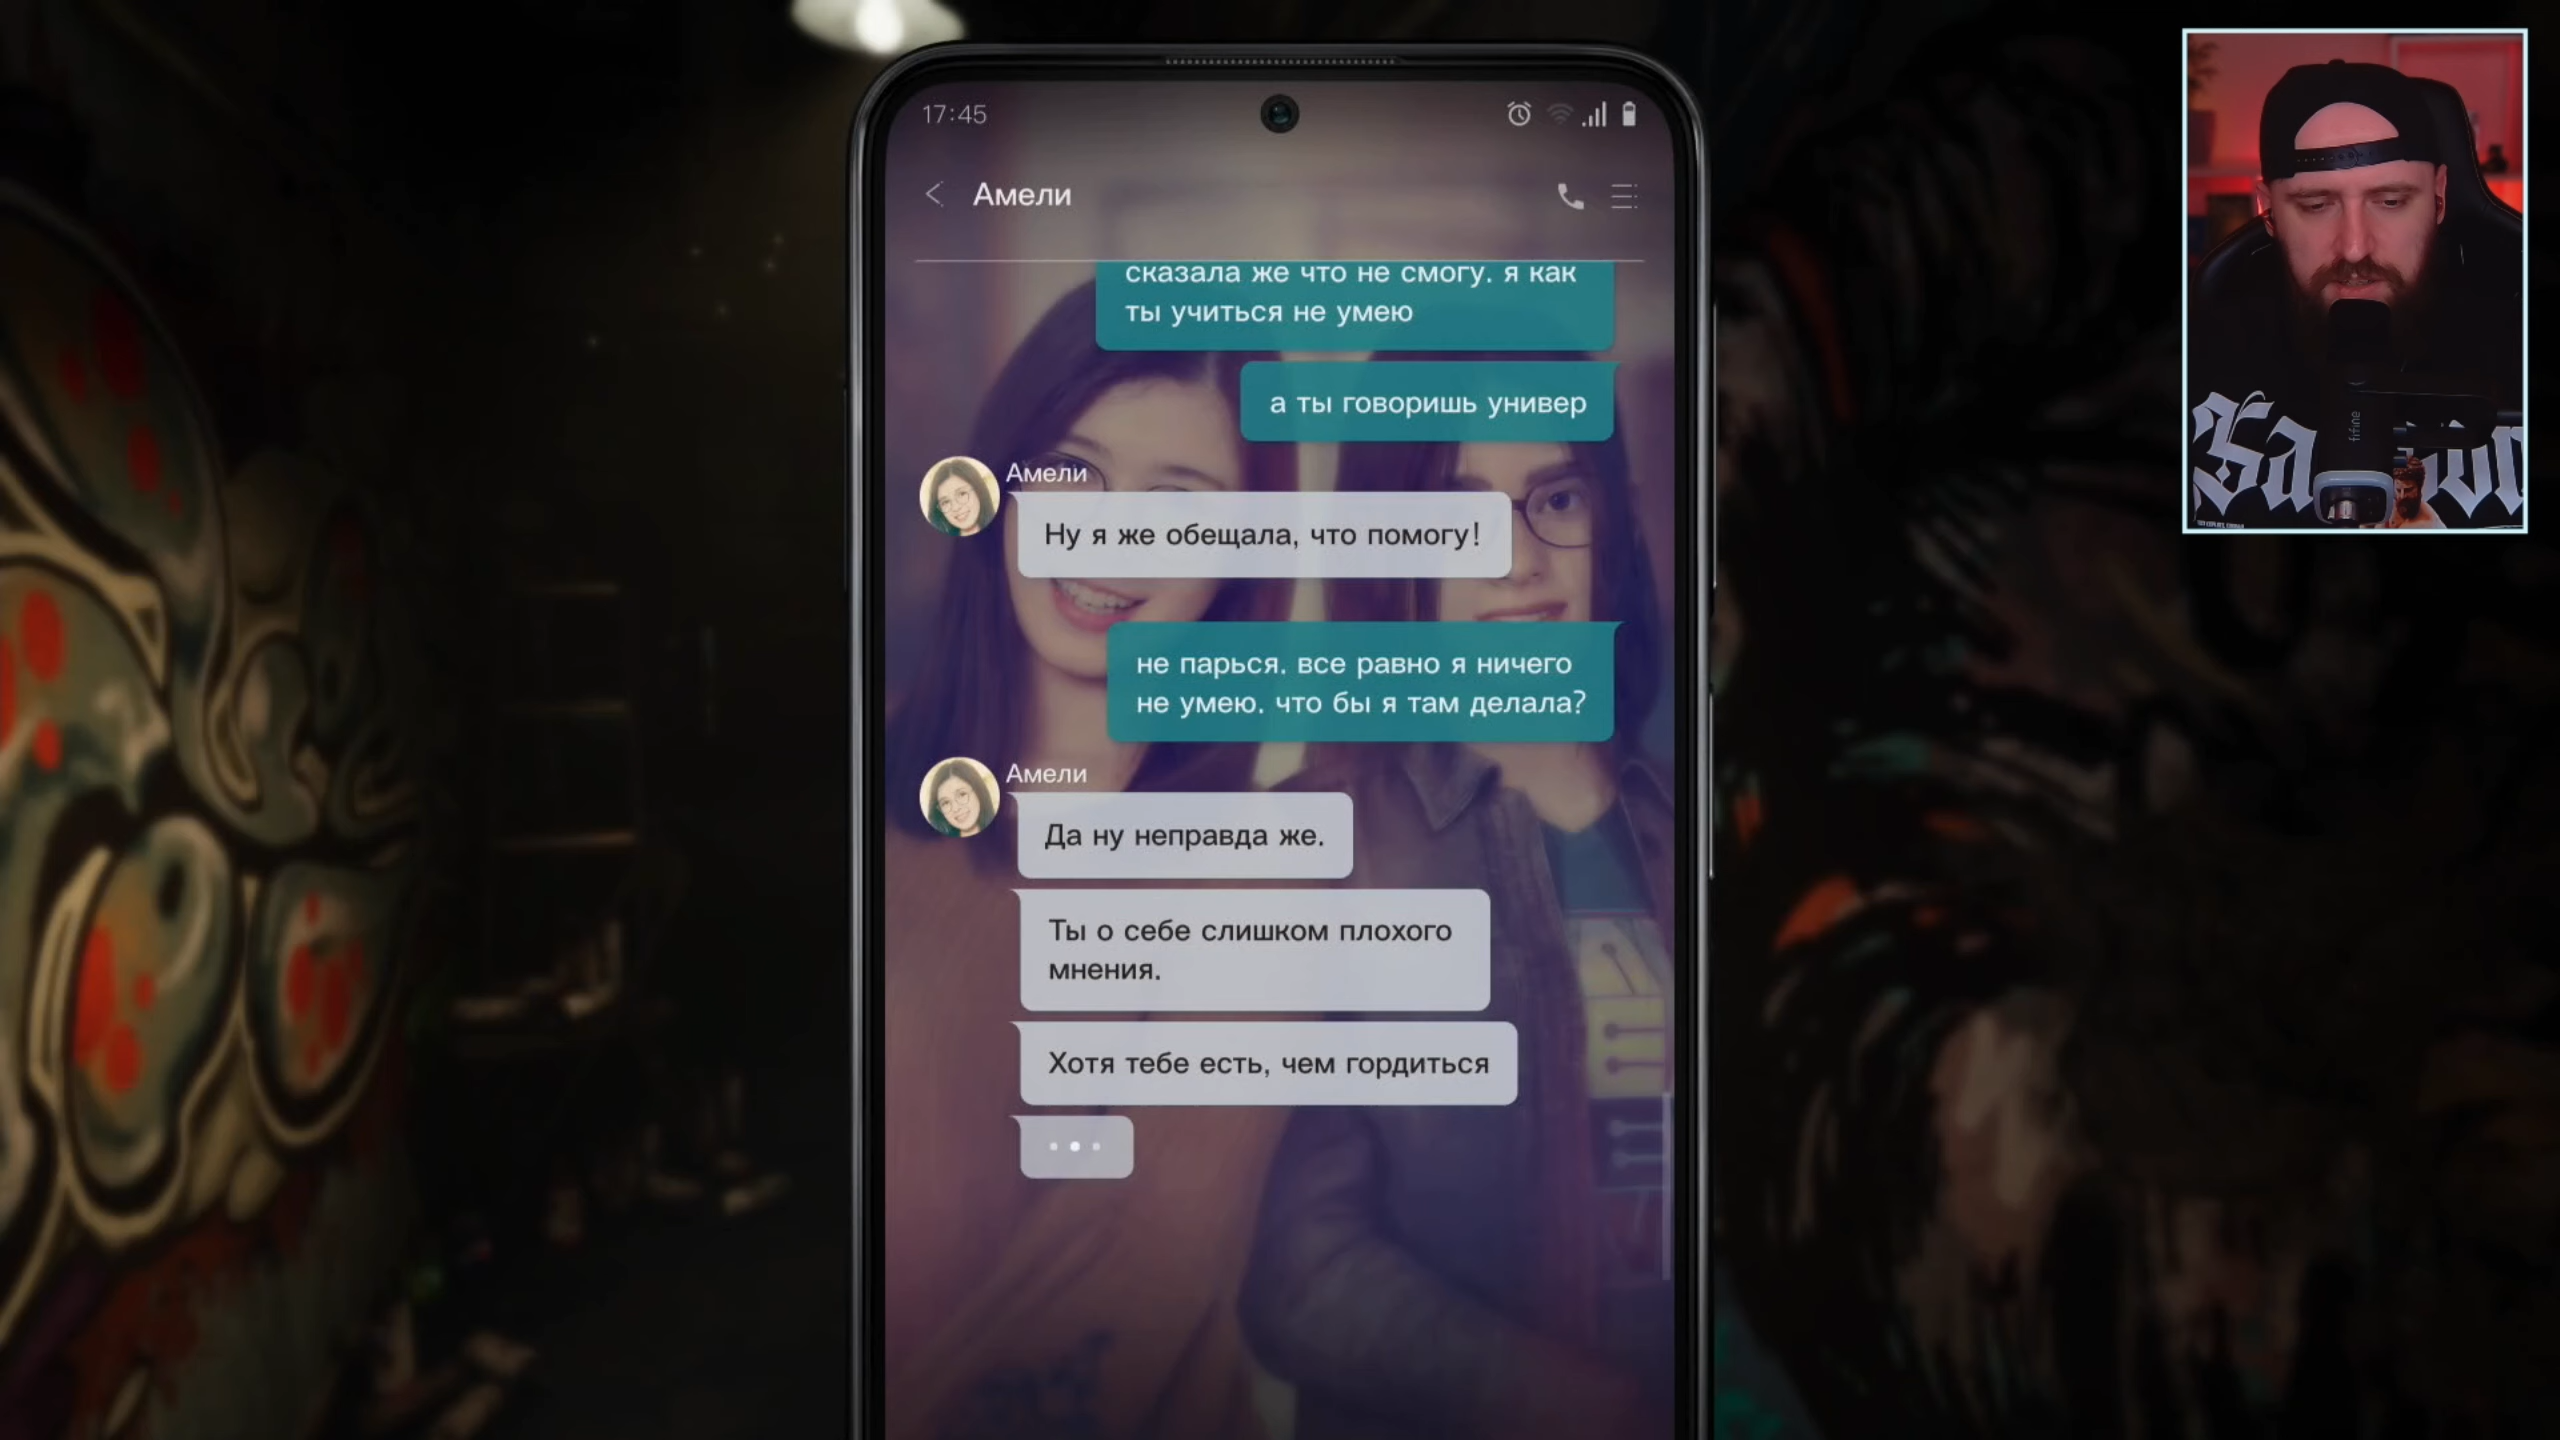 17:45
Амели
сказала же что не смогу. я как
ты учиться не умею
а ты говоришь универ
Амели
Ну я же обещала, что помогу!
не парься. все равно я ничего
не умею. что бы я там делала?
Амели
Да ну неправда же.
Ты о себе слишком плохого
мнения.
Хотя тебе есть, чем гордиться
fifine